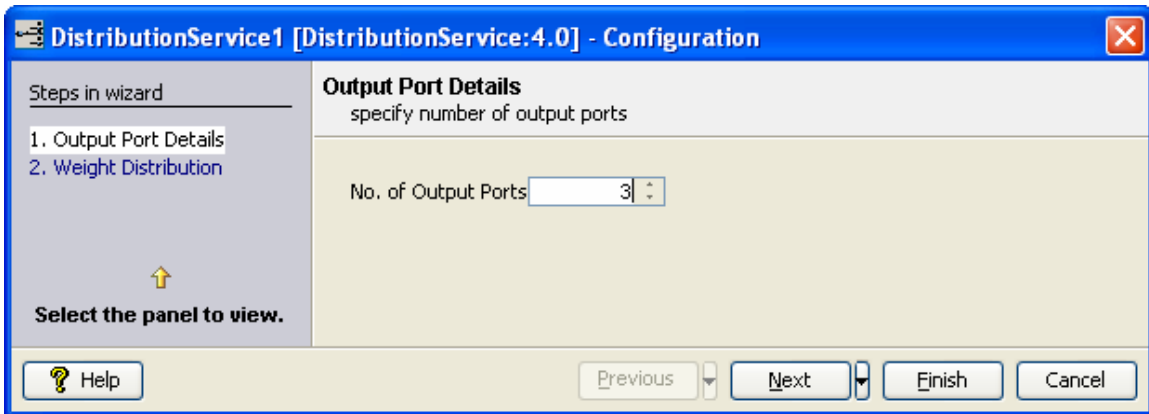 DistributionService1 [DistributionService:4.0] - Configuration
Steps in wizard
1. Output Port Details
2. Weight Distribution
Select the panel to view.
Output Port Details
specify number of output ports
No. of Output Ports 3
Help
Previous
Next
Finish
Cancel